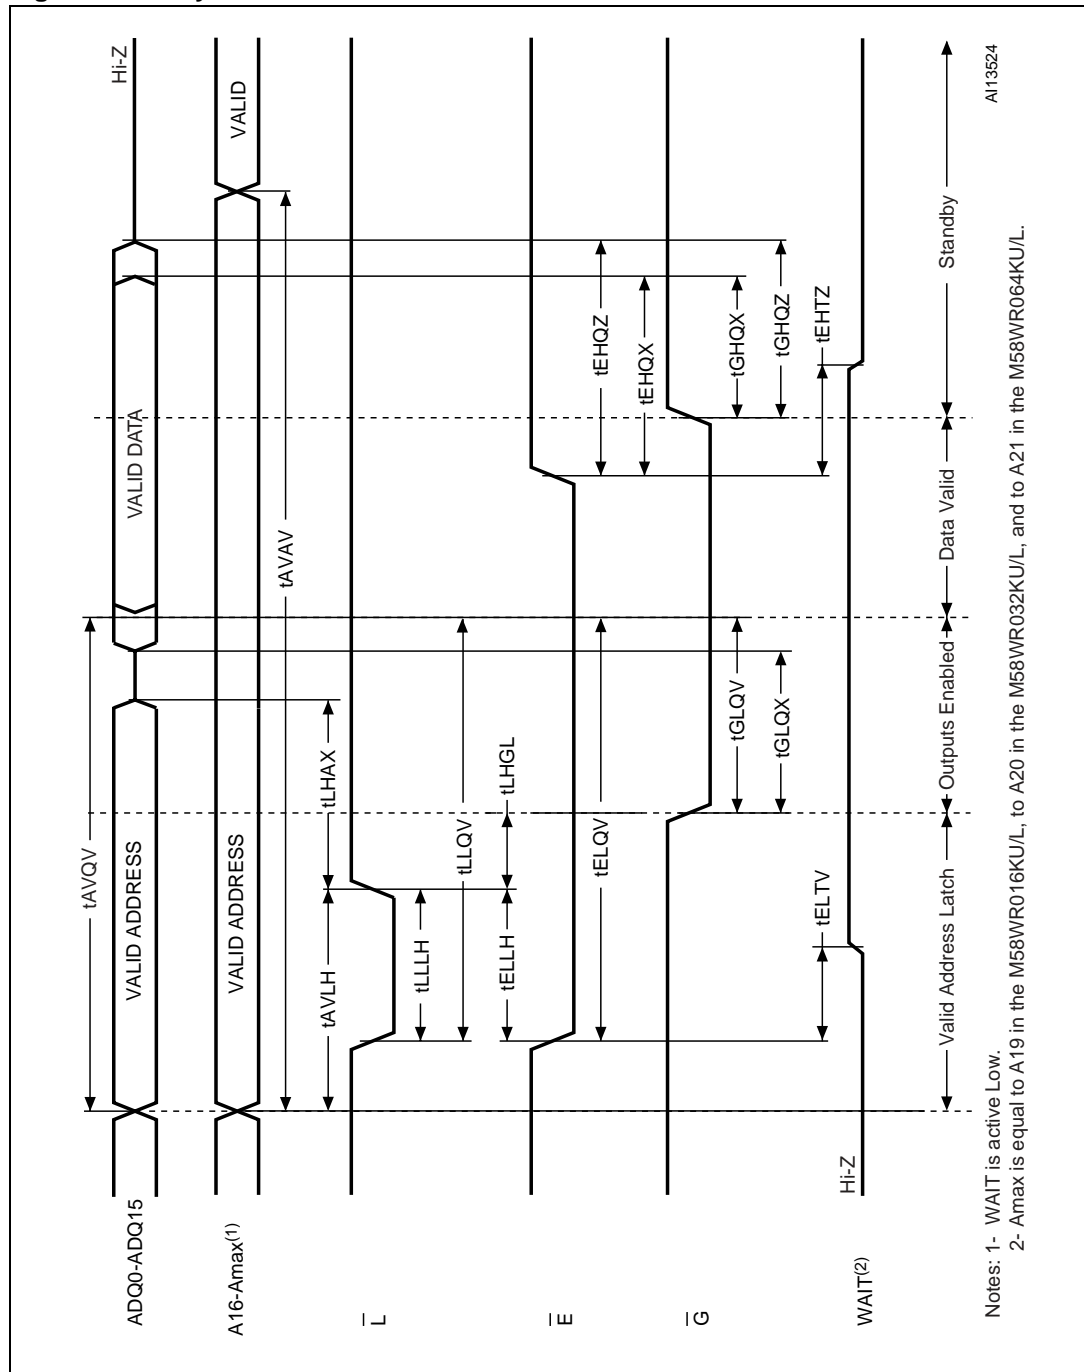 ADQ0-ADQ15
VALID ADDRESS
VALID DATA
Hi-Z
tAVQV
A16-Amax(1)
VALID ADDRESS
VALID
tAVAV
L
tAVLH
tLHAX
tLLLH
tLLQV
tELLH
tLHGL
E
tELQV
tEHQZ
tEHQX
G
tGLQV
tGHQX
tGLQX
tGHQZ
tELTV
tEHTZ
WAIT(2)
Hi-Z
Valid Address Latch
Outputs Enabled
Data Valid
Standby
Notes: 1- WAIT is active Low.
2- Amax is equal to A19 in the M58WR016KU/L, to A20 in the M58WR032KU/L, and to A21 in the M58WR064KU/L.
AI13524